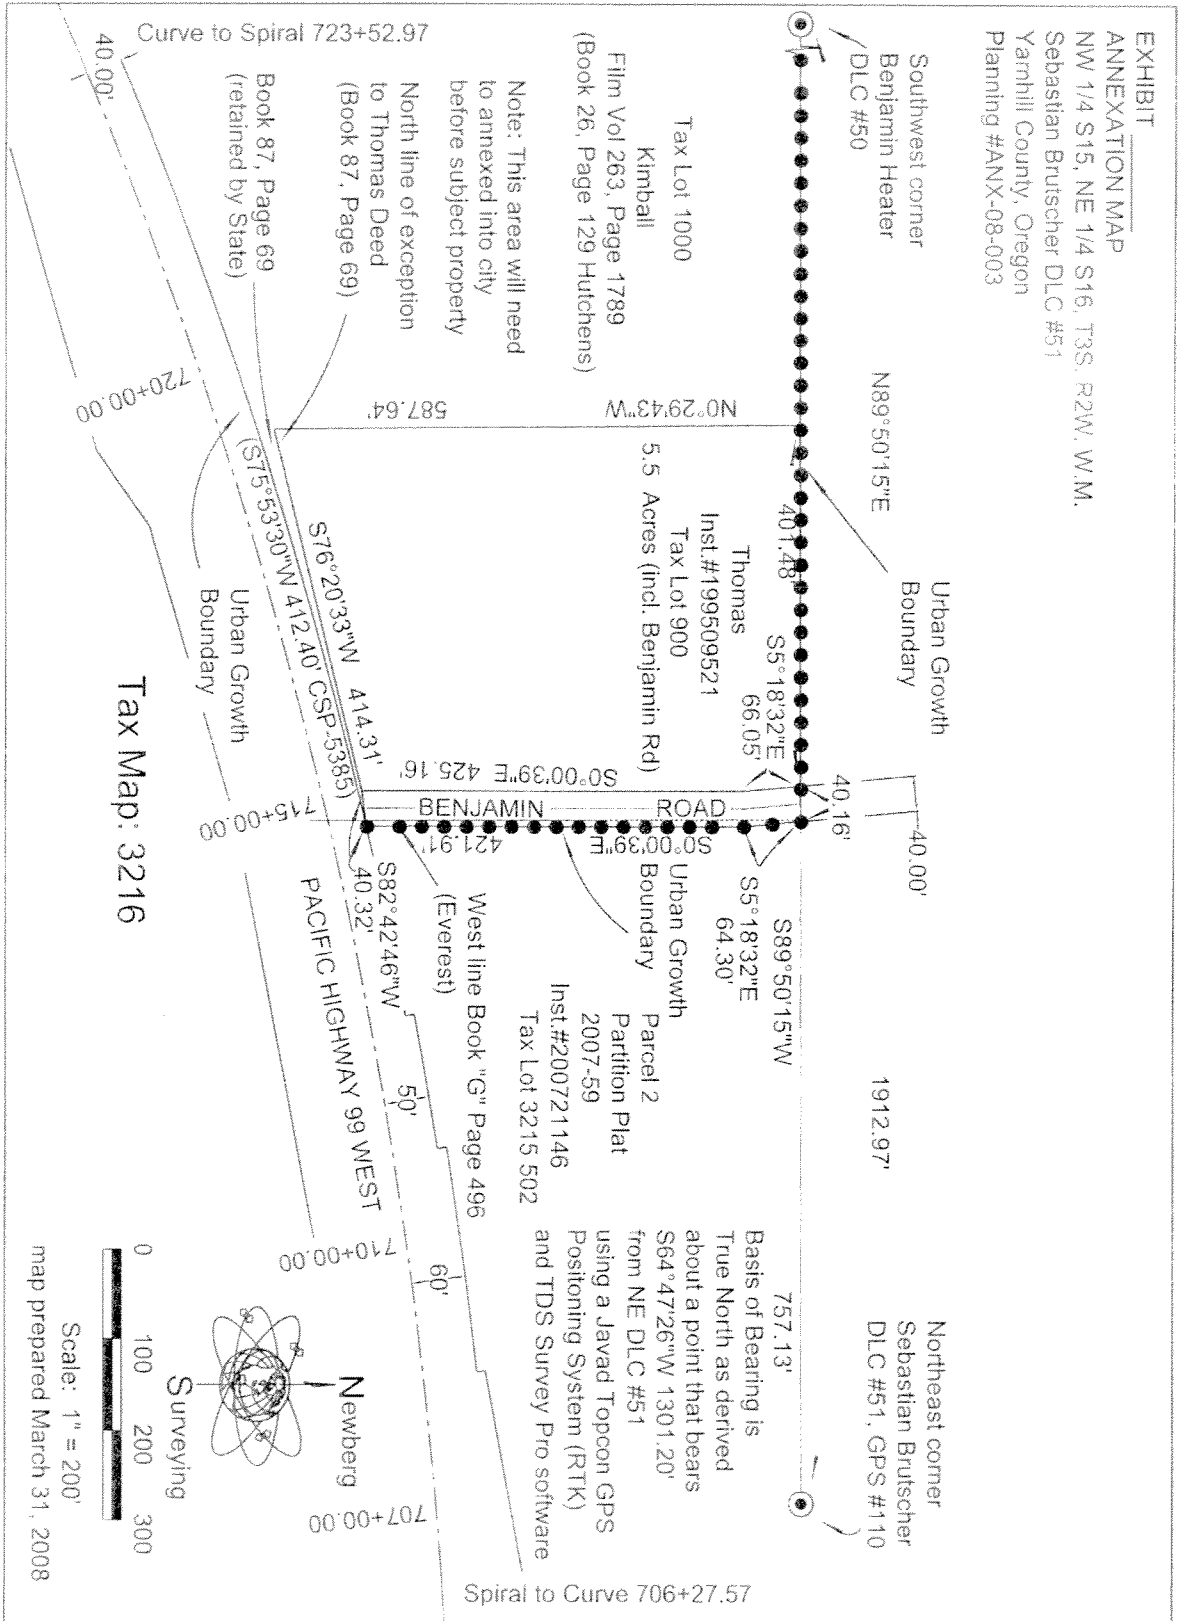 EXHIBIT
ANNEXATION MAP
NW 1/4 S15, NE 1/4 S16, T3S, R2W, W.M.
Sebastian Brutscher DLC #51
Yamhill County, Oregon
Planning #ANX-08-003
Southwest corner
Benjamin Heater
DLC #50
N89°50'15"E
Urban Growth
Boundary
401.48'
S5°18'32"E
66.05'
40.16'
40.00'
S89°50'15"W
1912.97'
757.13'
Northeast corner
Sebastian Brutscher
DLC #51, GPS #110
Tax Lot 1000
Kimball
Film Vol 263, Page 1789
(Book 26, Page 129 Hutchens)
N0°29'43"W
587.64'
Thomas
Inst.#199509521
Tax Lot 900
5.5 Acres (incl. Benjamin Rd)
S0°00'39"E 425.16'
BENJAMIN ROAD
S0°00'39"E
421.91'
S5°18'32"E
64.30'
Urban Growth
Boundary
Parcel 2
Partition Plat
2007-59
Inst.#200721146
Tax Lot 3215 502
West line Book "G" Page 496
(Everest)
S82°42'46"W
40.32'
Basis of Bearing is
True North as derived
about a point that bears
S64°47'26"W 1301.20'
from NE DLC #51
using a Javad Topcon GPS
Positoning System (RTK)
and TDS Survey Pro software
Note: This area will need
to annexed into city
before subject property
North line of exception
to Thomas Deed
(Book 87, Page 69)
Book 87, Page 69
(retained by State)
Curve to Spiral 723+52.97
40.00'
720+00.00
S76°20'33"W 414.31'
(S75°53'30"W 412.40' CSP-5385)
715+00.00
Urban Growth
Boundary
PACIFIC HIGHWAY 99 WEST
50'
60'
710+00.00
707+00.00
Spiral to Curve 706+27.57
Tax Map: 3216
Newberg
Surveying
0 100 200 300
Scale: 1" = 200'
map prepared March 31, 2008